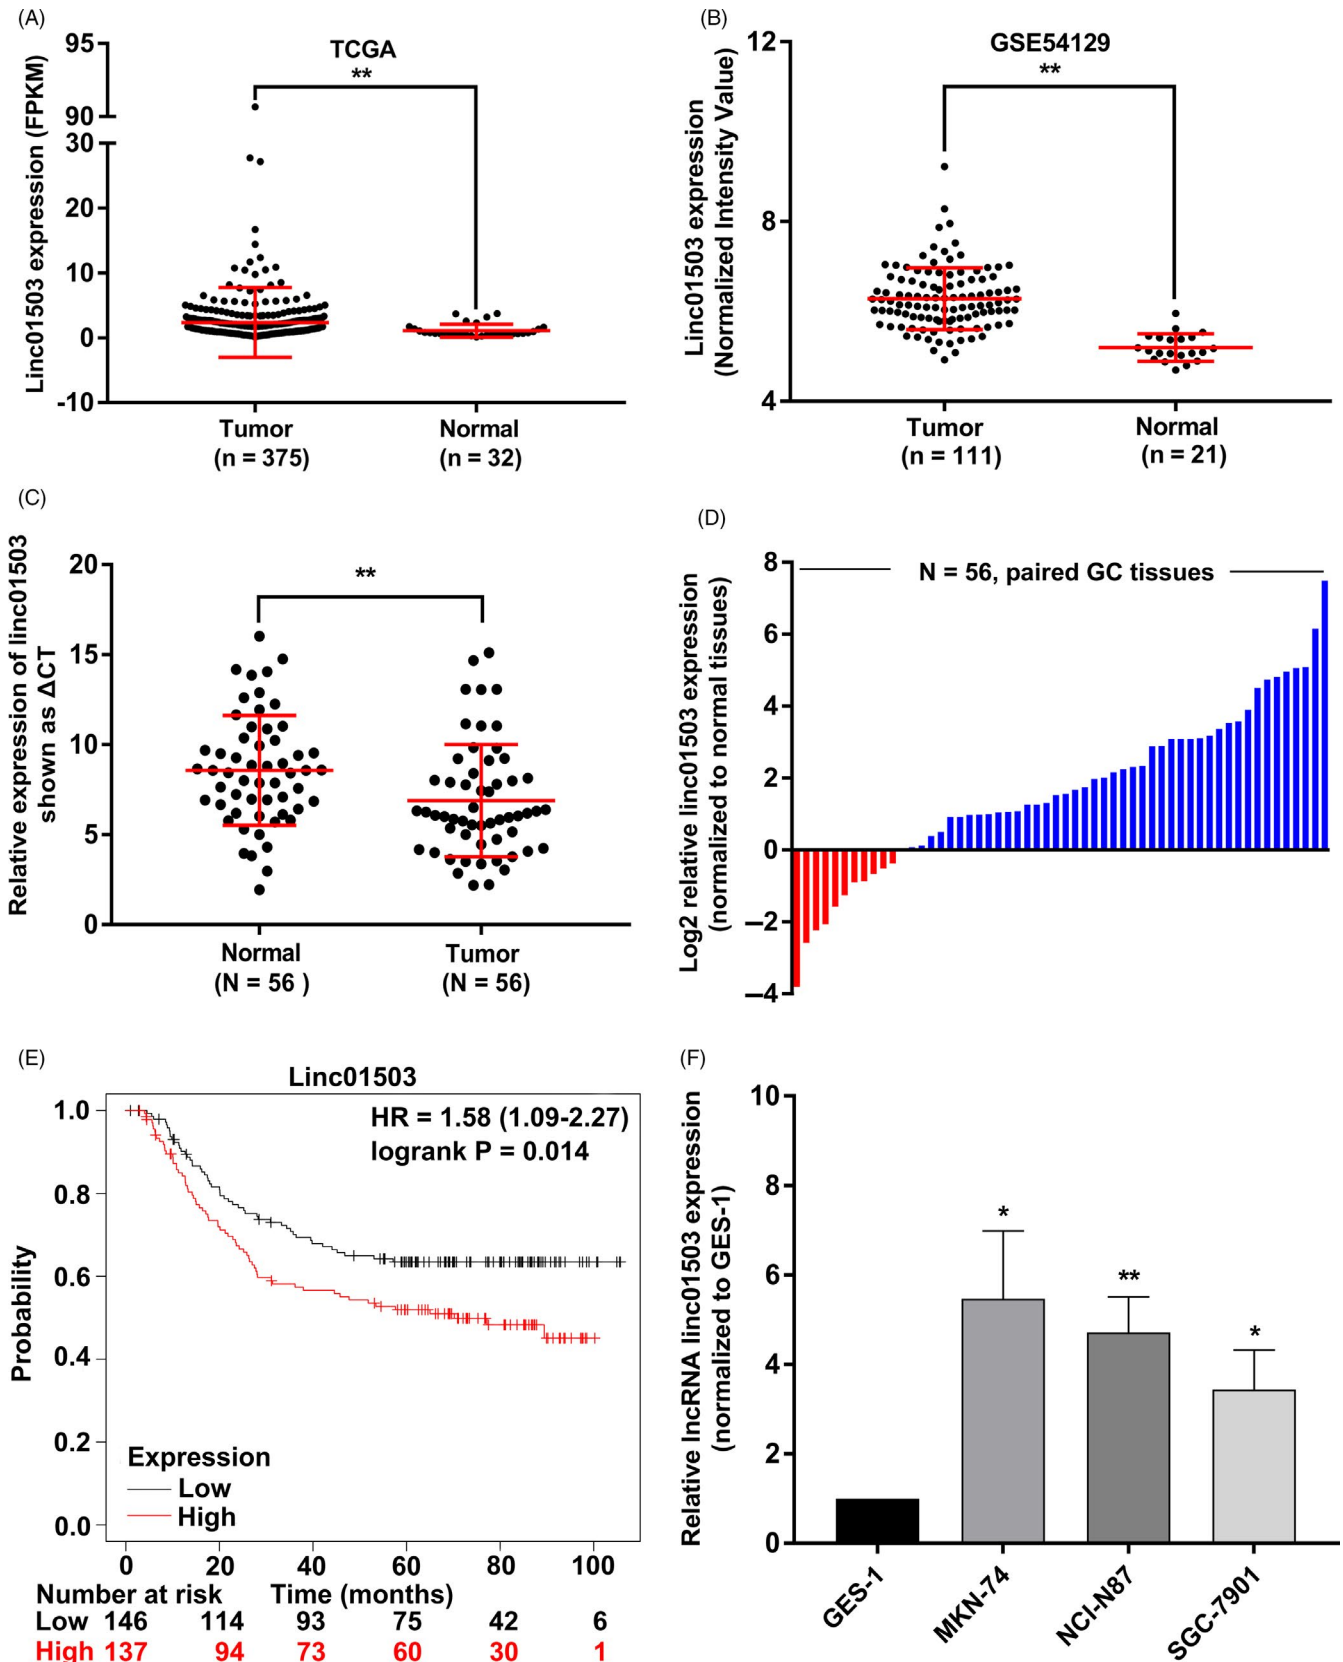 (A)
TCGA
**
Linc01503 expression (FPKM)
95
90
30
20
10
0
-10
Tumor
(n = 375)
Normal
(n = 32)
(B)
GSE54129
**
Linc01503 expression
(Normalized Intensity Value)
12
8
4
Tumor
(n = 111)
Normal
(n = 21)
(C)
**
Relative expression of linc01503
shown as ΔCT
20
15
10
5
0
Normal
(N = 56 )
Tumor
(N = 56)
(D)
N = 56, paired GC tissues
Log2 relative linc01503 expression
(normalized to normal tissues)
8
6
4
2
0
–2
–4
(E)
Linc01503
HR = 1.58 (1.09-2.27)
logrank P = 0.014
Probability
1.0
0.8
0.6
0.4
0.2
0.0
Expression
Low
High
0 20 40 60 80 100
Number at risk Time (months)
Low 146 114 93 75 42 6
High 137 94 73 60 30 1
(F)
Relative lncRNA linc01503 expression
(normalized to GES-1)
10
8
6
4
2
0
*
**
*
GES-1
MKN-74
NCI-N87
SGC-7901